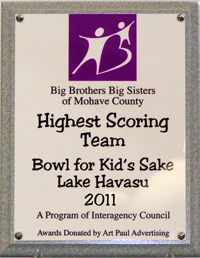 Big Brothers Big Sisters
of Mohave County
Highest Scoring
Team
Bowl for Kid's Sake
Lake Havasu
2011
A Program of Interagency Council
Awards Donated by Art Paul Advertising